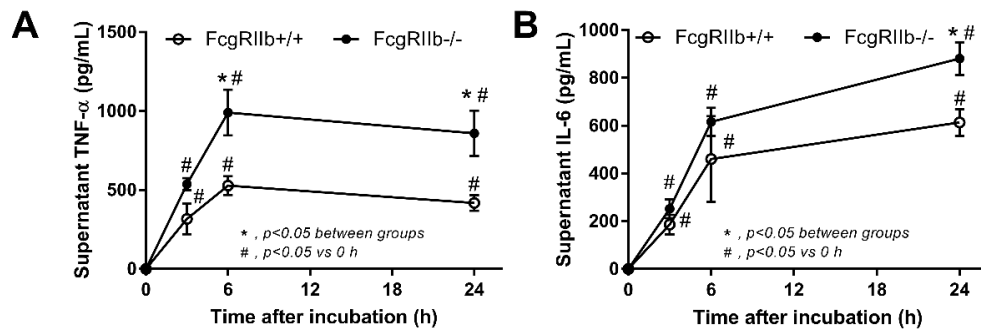 A
FcgRIIb+/+ FcgRIIb-/-
Supernatant TNF-α (pg/mL)
1500
1000
500
0
* #
* #
#
#
#
#
* , p<0.05 between groups
# , p<0.05 vs 0 h
0 6 12 18 24
Time after incubation (h)
B
FcgRIIb+/+ FcgRIIb-/-
Supernatant IL-6 (pg/mL)
1000
800
600
400
200
0
* #
#
#
#
#
#
* , p<0.05 between groups
# , p<0.05 vs 0 h
0 6 12 18 24
Time after incubation (h)